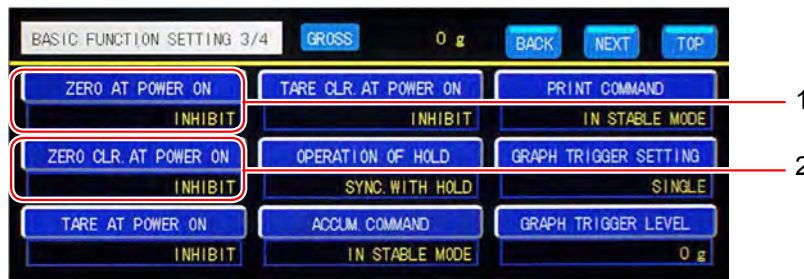 BASIC FUNCTION SETTING 3/4 GROSS 0 g BACK NEXT TOP
ZERO AT POWER ON TARE CLR. AT POWER ON PRINT COMMAND
1
INHIBIT INHIBIT IN STABLE MODE
ZERO CLR. AT POWER ON OPERATION OF HOLD GRAPH TRIGGER SETTING
2
INHIBIT SYNC. WITH HOLD SINGLE
TARE AT POWER ON ACCUM. COMMAND GRAPH TRIGGER LEVEL
INHIBIT IN STABLE MODE 0 g